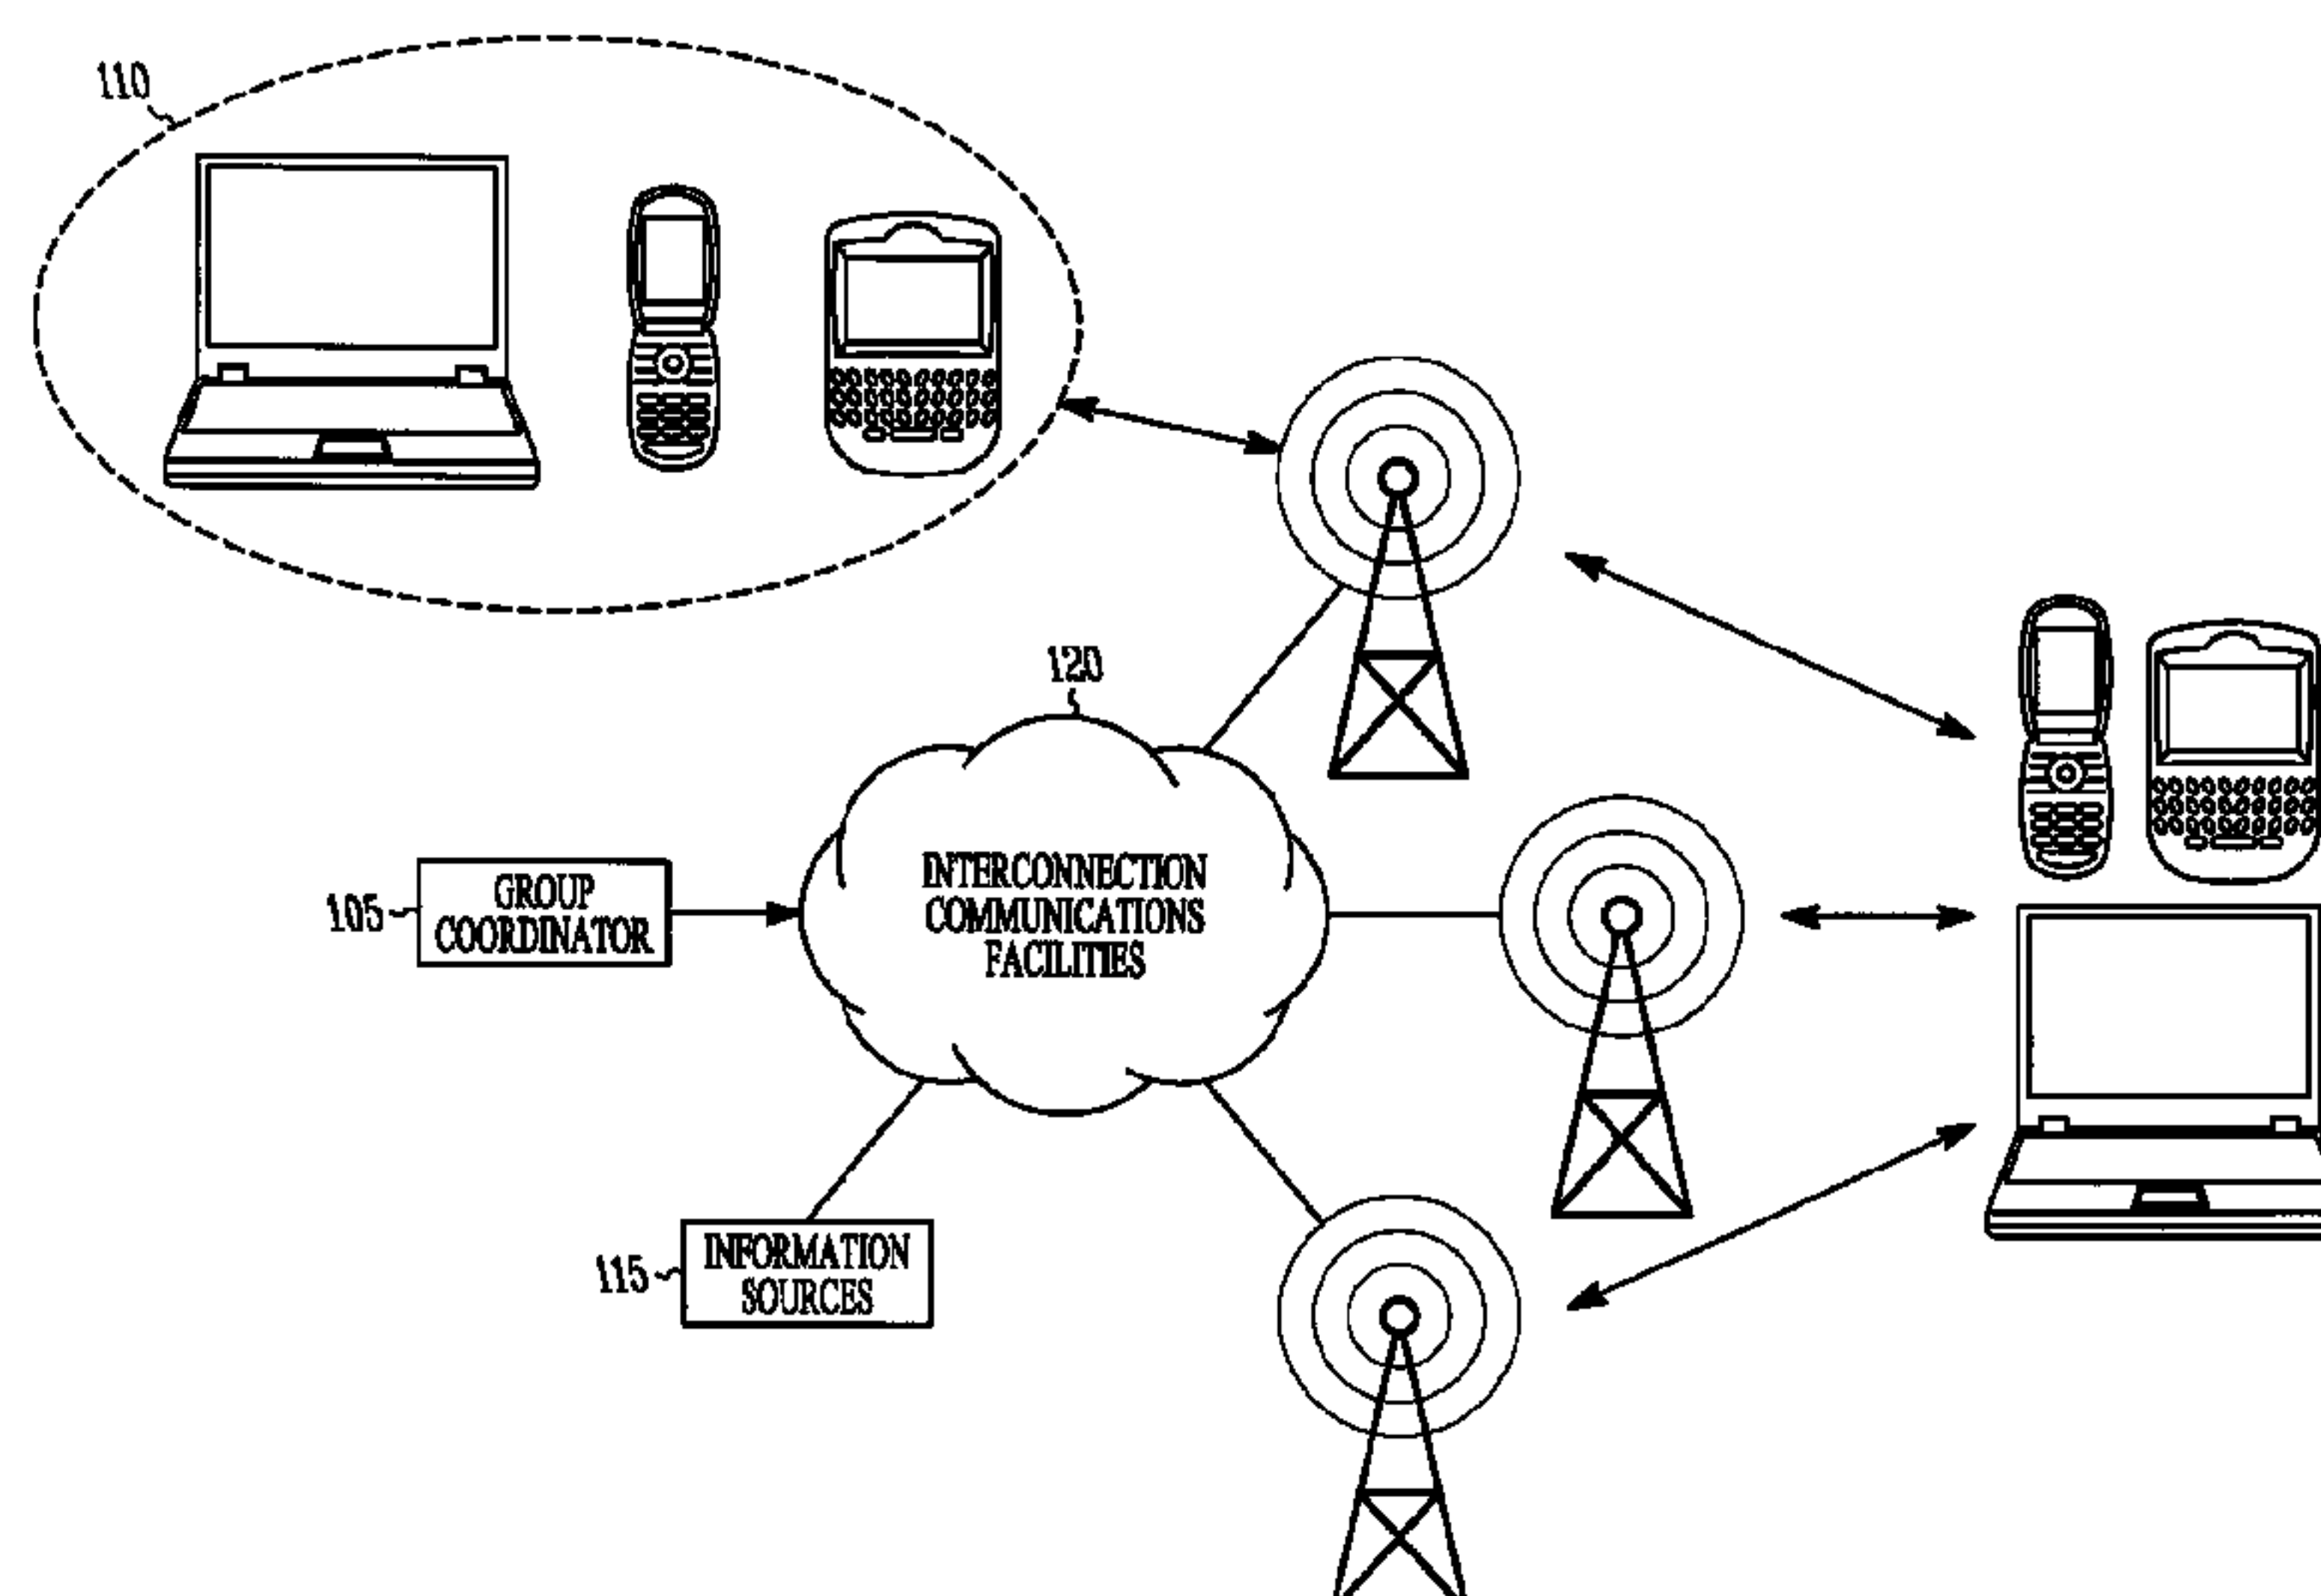 110
120
INTERCONNECTION
COMMUNICATIONS
FACILITIES
105
GROUP
COORDINATOR
115
INFORMATION
SOURCES